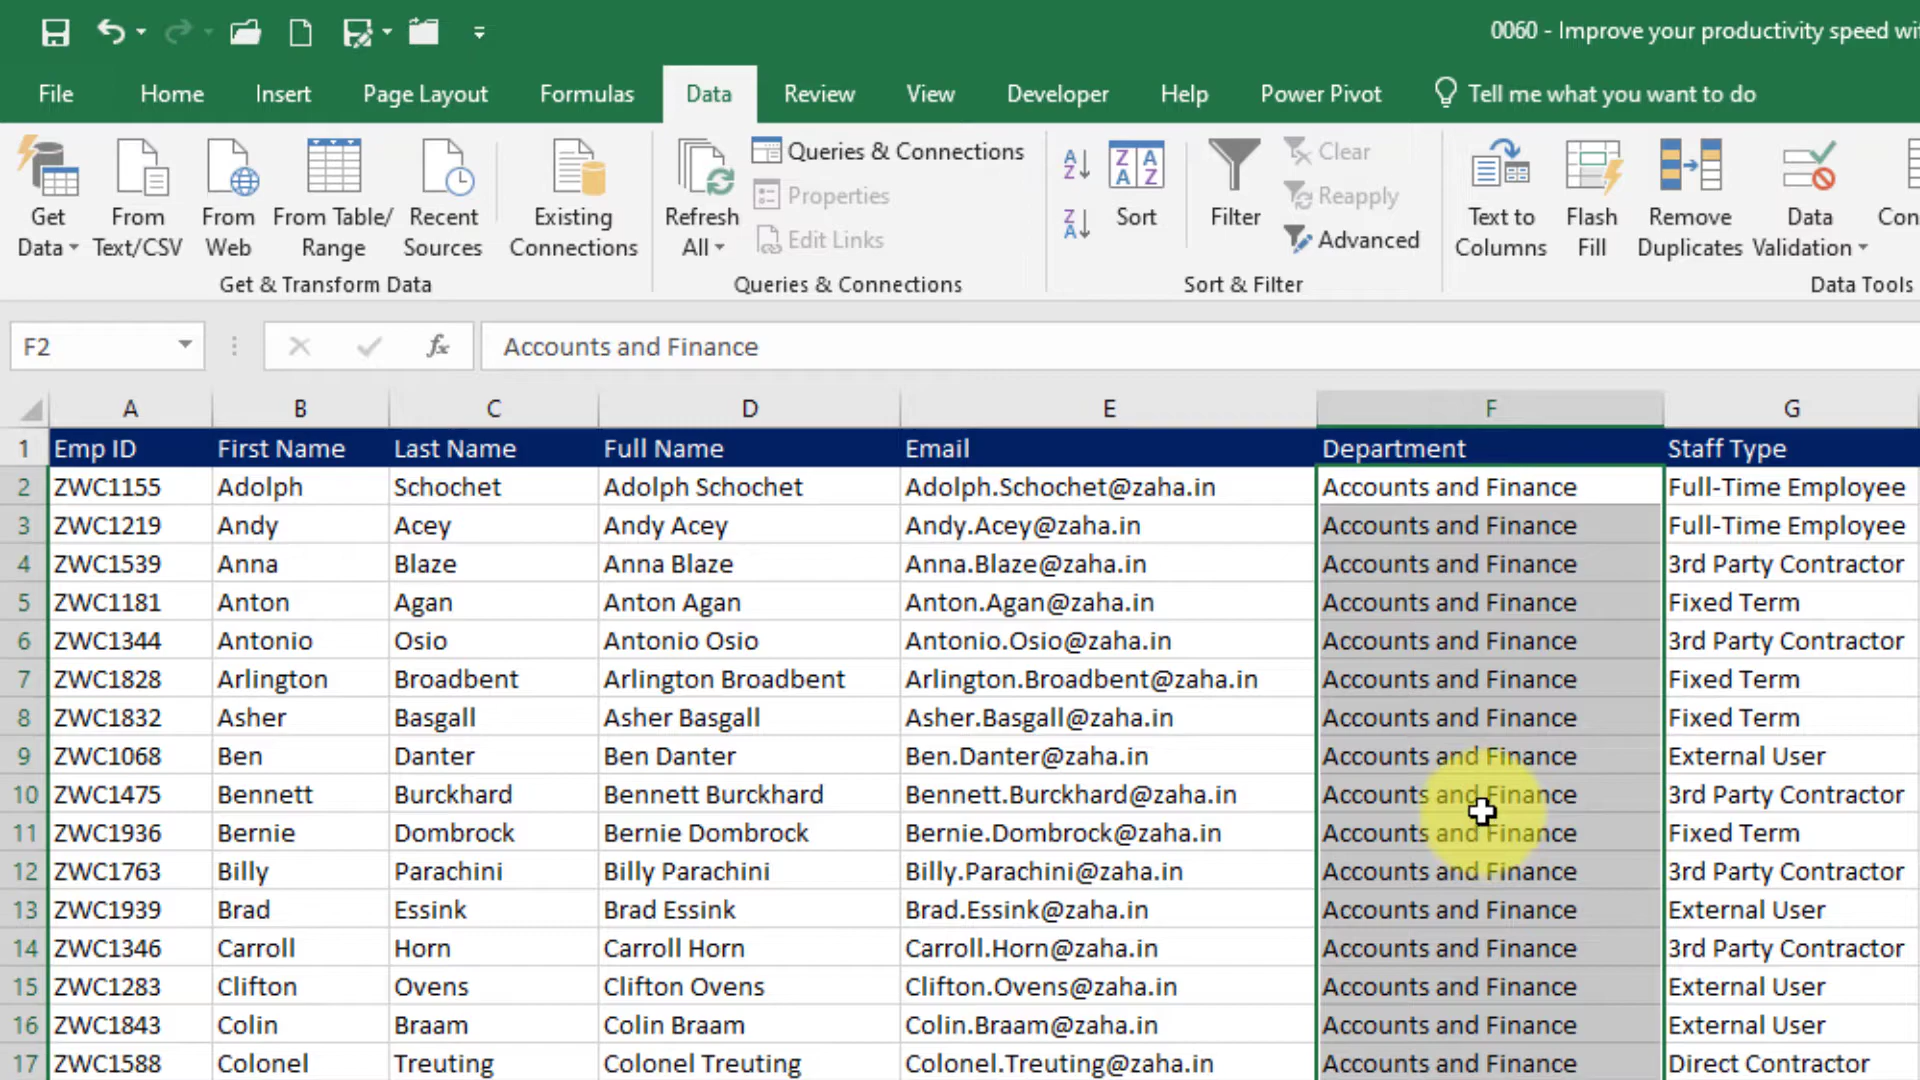 0060 - Improve your productivity speed wi
File Home Insert Page Layout Formulas Data Review View Developer Help Power Pivot Tell me what you want to do
Get Data
From Text/CSV
From Web
From Table/ Range
Recent Sources
Existing Connections
Get & Transform Data
Refresh All
Queries & Connections
Properties
Edit Links
Queries & Connections
Sort
Filter
Clear
Reapply
Advanced
Sort & Filter
Text to Columns
Flash Fill
Remove Duplicates
Data Validation
Con
Data Tools
F2 fx Accounts and Finance
A B C D E F G
1 Emp ID First Name Last Name Full Name Email Department Staff Type
2 ZWC1155 Adolph Schochet Adolph Schochet Adolph.Schochet@zaha.in Accounts and Finance Full-Time Employee
3 ZWC1219 Andy Acey Andy Acey Andy.Acey@zaha.in Accounts and Finance Full-Time Employee
4 ZWC1539 Anna Blaze Anna Blaze Anna.Blaze@zaha.in Accounts and Finance 3rd Party Contractor
5 ZWC1181 Anton Agan Anton Agan Anton.Agan@zaha.in Accounts and Finance Fixed Term
6 ZWC1344 Antonio Osio Antonio Osio Antonio.Osio@zaha.in Accounts and Finance 3rd Party Contractor
7 ZWC1828 Arlington Broadbent Arlington Broadbent Arlington.Broadbent@zaha.in Accounts and Finance Fixed Term
8 ZWC1832 Asher Basgall Asher Basgall Asher.Basgall@zaha.in Accounts and Finance Fixed Term
9 ZWC1068 Ben Danter Ben Danter Ben.Danter@zaha.in Accounts and Finance External User
10 ZWC1475 Bennett Burckhard Bennett Burckhard Bennett.Burckhard@zaha.in Accounts and Finance 3rd Party Contractor
11 ZWC1936 Bernie Dombrock Bernie Dombrock Bernie.Dombrock@zaha.in Accounts and Finance Fixed Term
12 ZWC1763 Billy Parachini Billy Parachini Billy.Parachini@zaha.in Accounts and Finance 3rd Party Contractor
13 ZWC1939 Brad Essink Brad Essink Brad.Essink@zaha.in Accounts and Finance External User
14 ZWC1346 Carroll Horn Carroll Horn Carroll.Horn@zaha.in Accounts and Finance 3rd Party Contractor
15 ZWC1283 Clifton Ovens Clifton Ovens Clifton.Ovens@zaha.in Accounts and Finance External User
16 ZWC1843 Colin Braam Colin Braam Colin.Braam@zaha.in Accounts and Finance External User
17 ZWC1588 Colonel Treuting Colonel Treuting Colonel.Treuting@zaha.in Accounts and Finance Direct Contractor